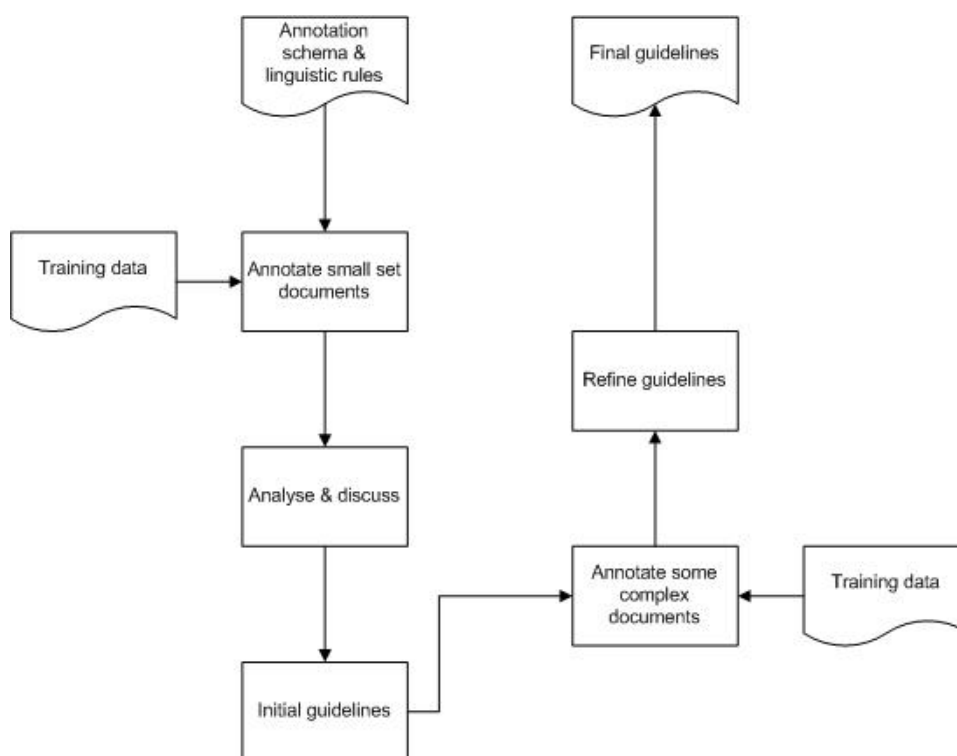 Annotation
schema &
linguistic rules
Final guidelines
Training data
Annotate small set
documents
Refine guidelines
Analyse & discuss
Annotate some
complex
documents
Training data
Initial guidelines